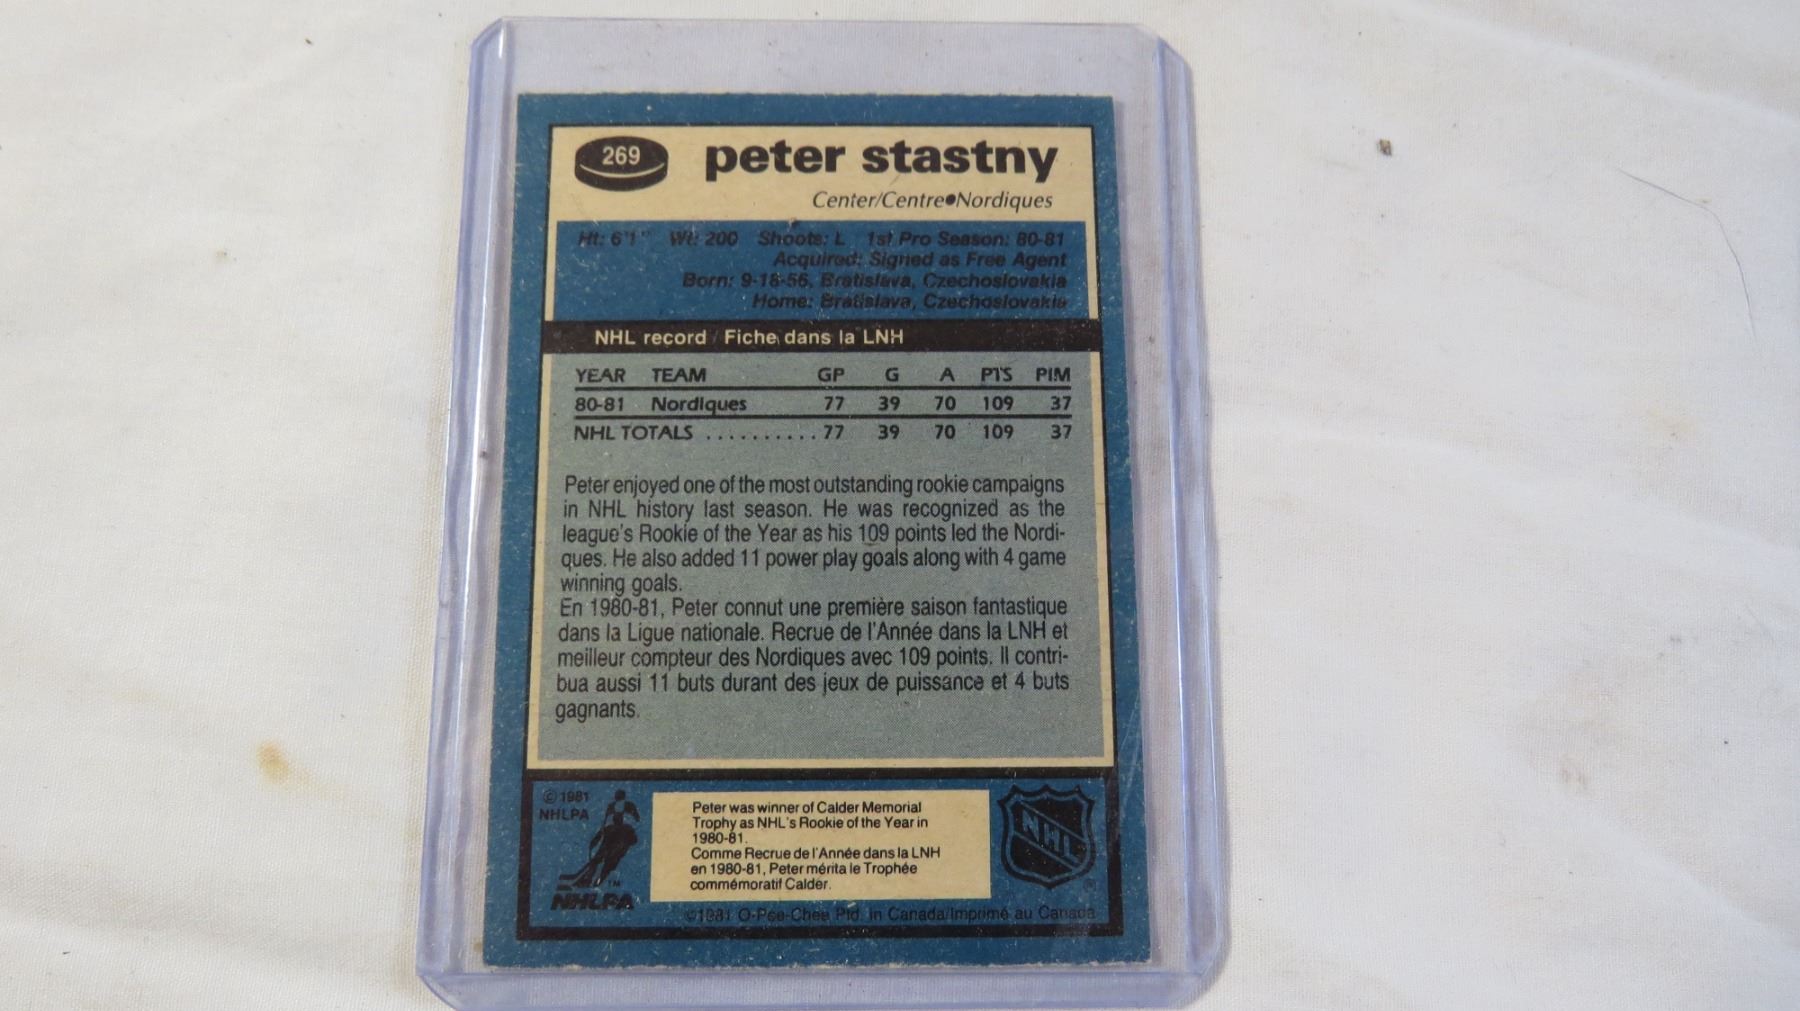 269
peter stastny
Center/Centre●Nordiques
Ht: 6'1" Wt: 200 Shoots: L 1st Pro Season: 80-81
Acquired: Signed as Free Agent
Born: 9-18-56, Bratislava, Czechoslovakia
Home: Bratislava, Czechoslovakia
NHL record / Fiche dans la LNH
YEAR TEAM GP G A PTS PIM
80-81 Nordiques 77 39 70 109 37
NHL TOTALS .......... 77 39 70 109 37
Peter enjoyed one of the most outstanding rookie campaigns
in NHL history last season. He was recognized as the
league's Rookie of the Year as his 109 points led the Nordi-
ques. He also added 11 power play goals along with 4 game
winning goals.
En 1980-81, Peter connut une première saison fantastique
dans la Ligue nationale. Recrue de l'Année dans la LNH et
meilleur compteur des Nordiques avec 109 points. Il contri-
bua aussi 11 buts durant des jeux de puissance et 4 buts
gagnants.
© 1981
NHLPA
TM
NHLPA
Peter was winner of Calder Memorial
Trophy as NHL's Rookie of the Year in
1980-81.
Comme Recrue de l'Année dans la LNH
en 1980-81, Peter mérita le Trophée
commémoratif Calder.
NHL
®
©1981 O-Pee-Chee Ptd. in Canada/Imprimé au Canada